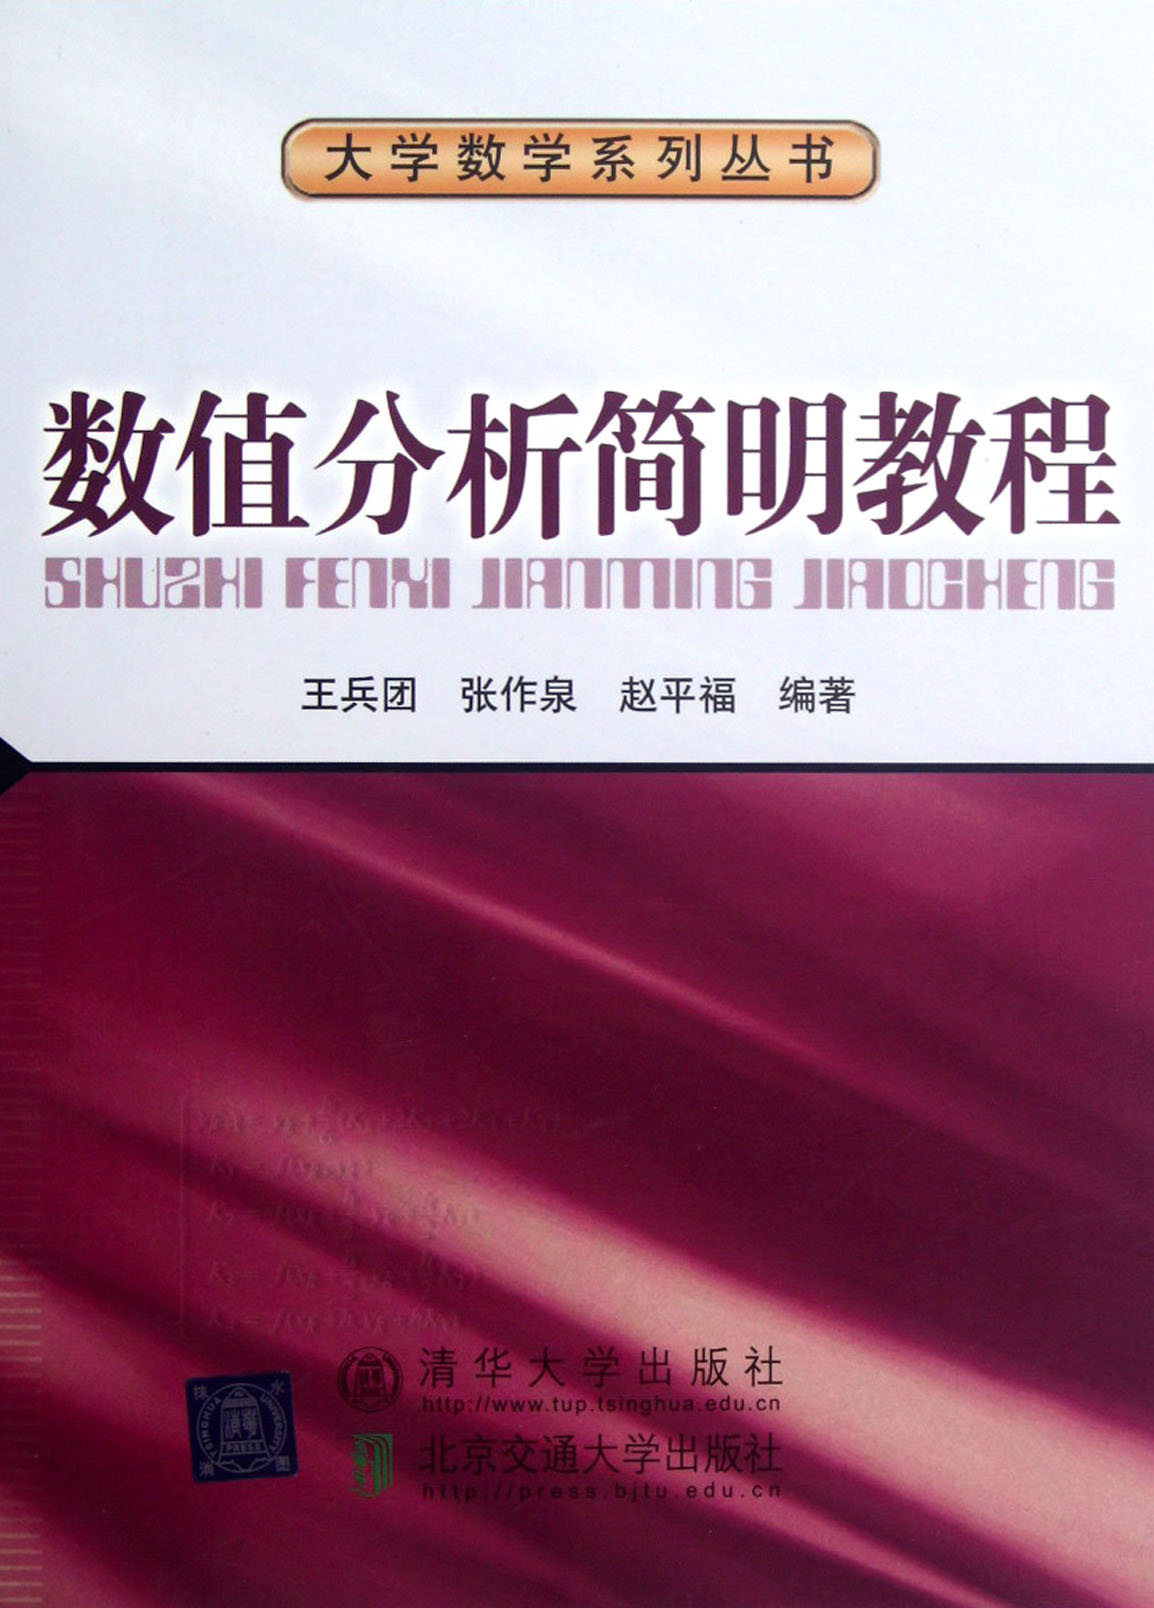 大学数学系列丛书
数值分析简明教程
SHUZHI FENXI JIANMING JIAOCHENG
王兵团 张作泉 赵平福 编著
清华大学出版社
http://www.tup.tsinghua.edu.cn
北京交通大学出版社
http://press.bjtu.edu.cn